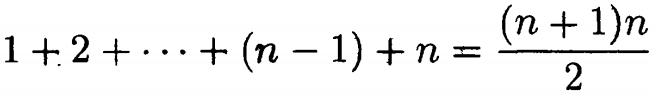 1 + 2 + ··· + (n − 1) + n = (n + 1)n / 2